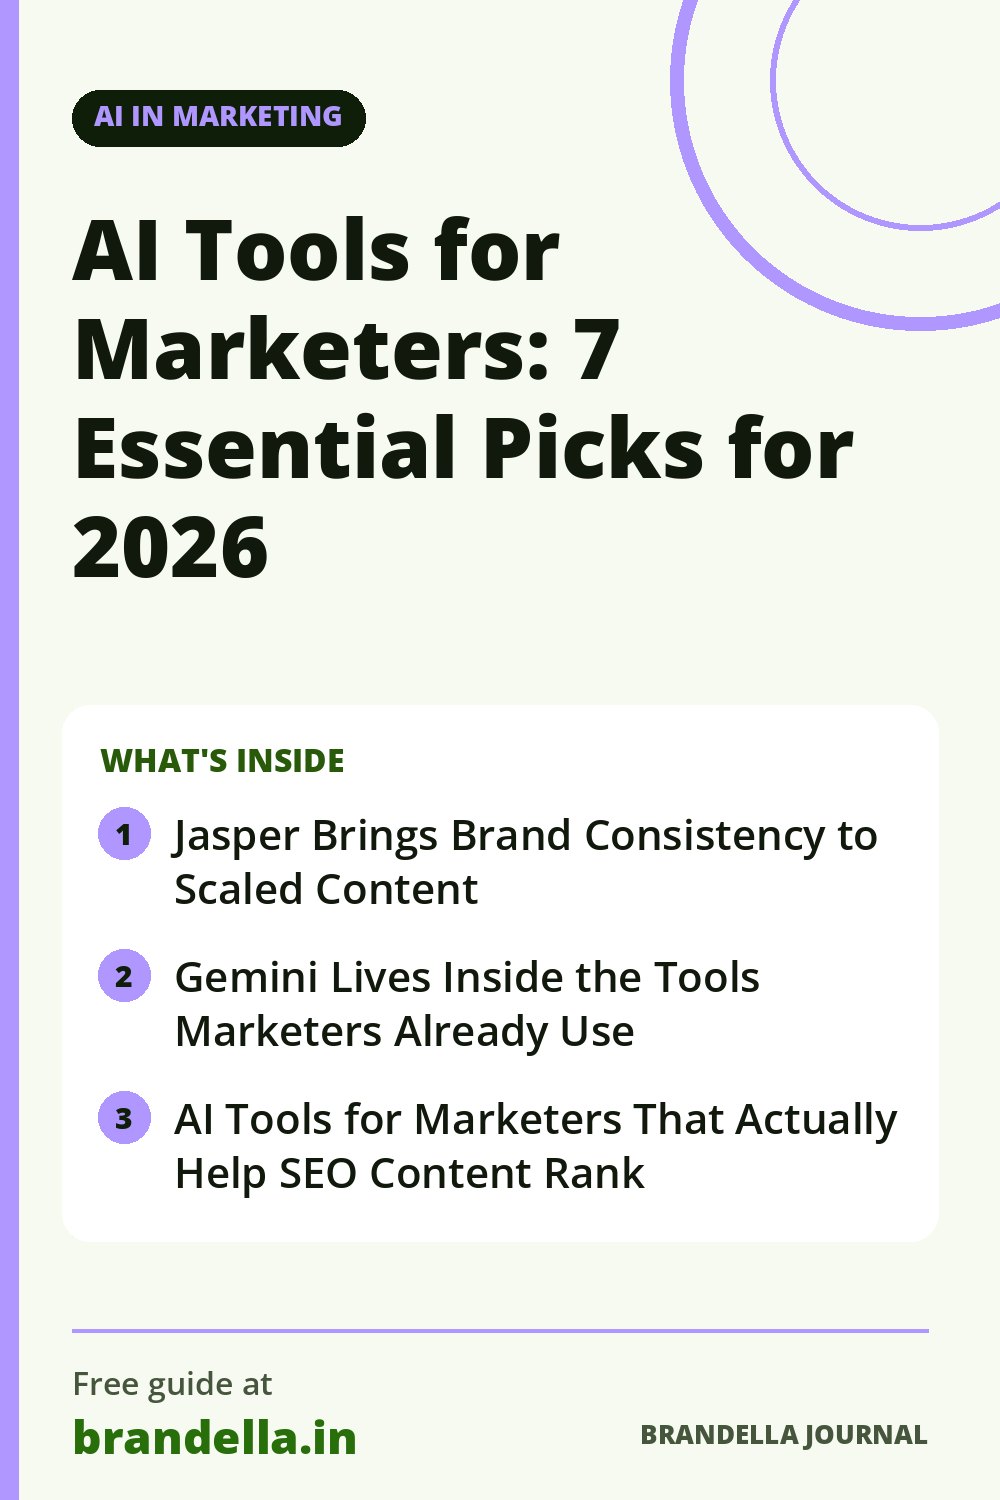 AI IN MARKETING
AI Tools for
Marketers: 7
Essential Picks for
2026
WHAT'S INSIDE
1 Jasper Brings Brand Consistency to
Scaled Content
2 Gemini Lives Inside the Tools
Marketers Already Use
3 AI Tools for Marketers That Actually
Help SEO Content Rank
Free guide at
brandella.in
BRANDELLA JOURNAL